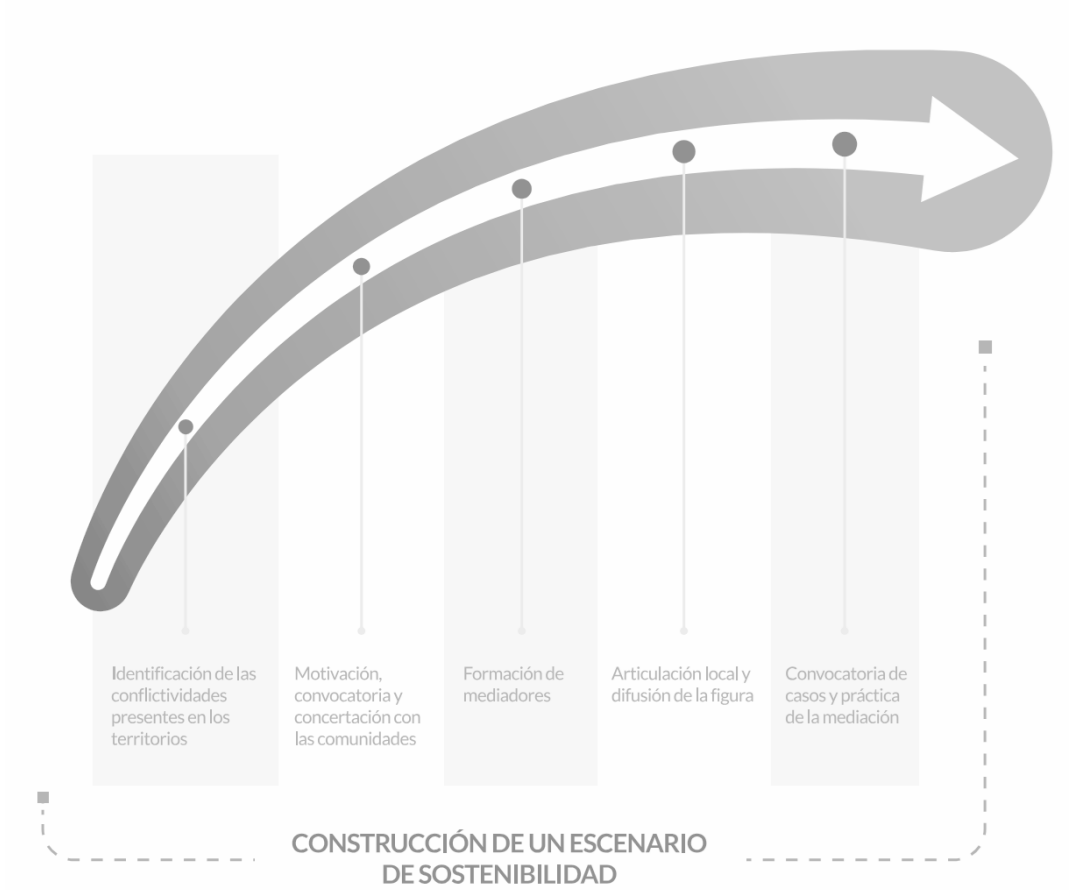 Identificación de las
conflictividades
presentes en los
territorios
Motivación,
convocatoria y
concertación con
las comunidades
Formación de
mediadores
Articulación local y
difusión de la figura
Convocatoria de
casos y práctica
de la mediación
CONSTRUCCIÓN DE UN ESCENARIO
DE SOSTENIBILIDAD